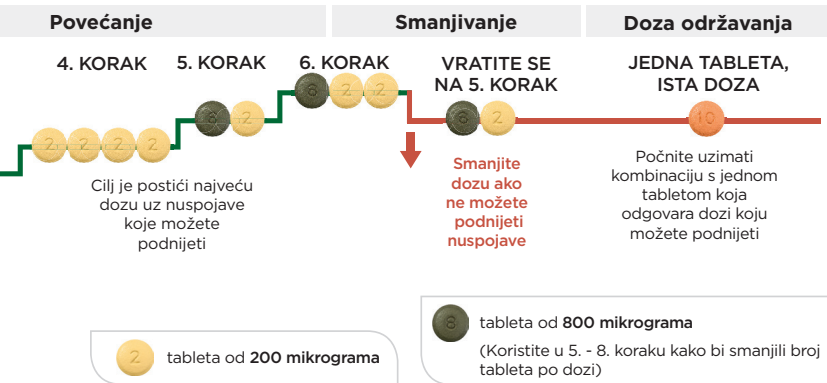 Povećanje
Smanjivanje
Doza održavanja
4. KORAK
5. KORAK
6. KORAK
VRATITE SE
NA 5. KORAK
JEDNA TABLETA,
ISTA DOZA
2 2 2 2
8 2
8 2 2
8 2
10
Cilj je postići najveću
dozu uz nuspojave
koje možete
podnijeti
Smanjite
dozu ako
ne možete
podnijeti
nuspojave
Počnite uzimati
kombinaciju s jednom
tabletom koja
odgovara dozi koju
možete podnijeti
2
tableta od 200 mikrograma
8
tableta od 800 mikrograma
(Koristite u 5. - 8. koraku kako bi smanjili broj
tableta po dozi)